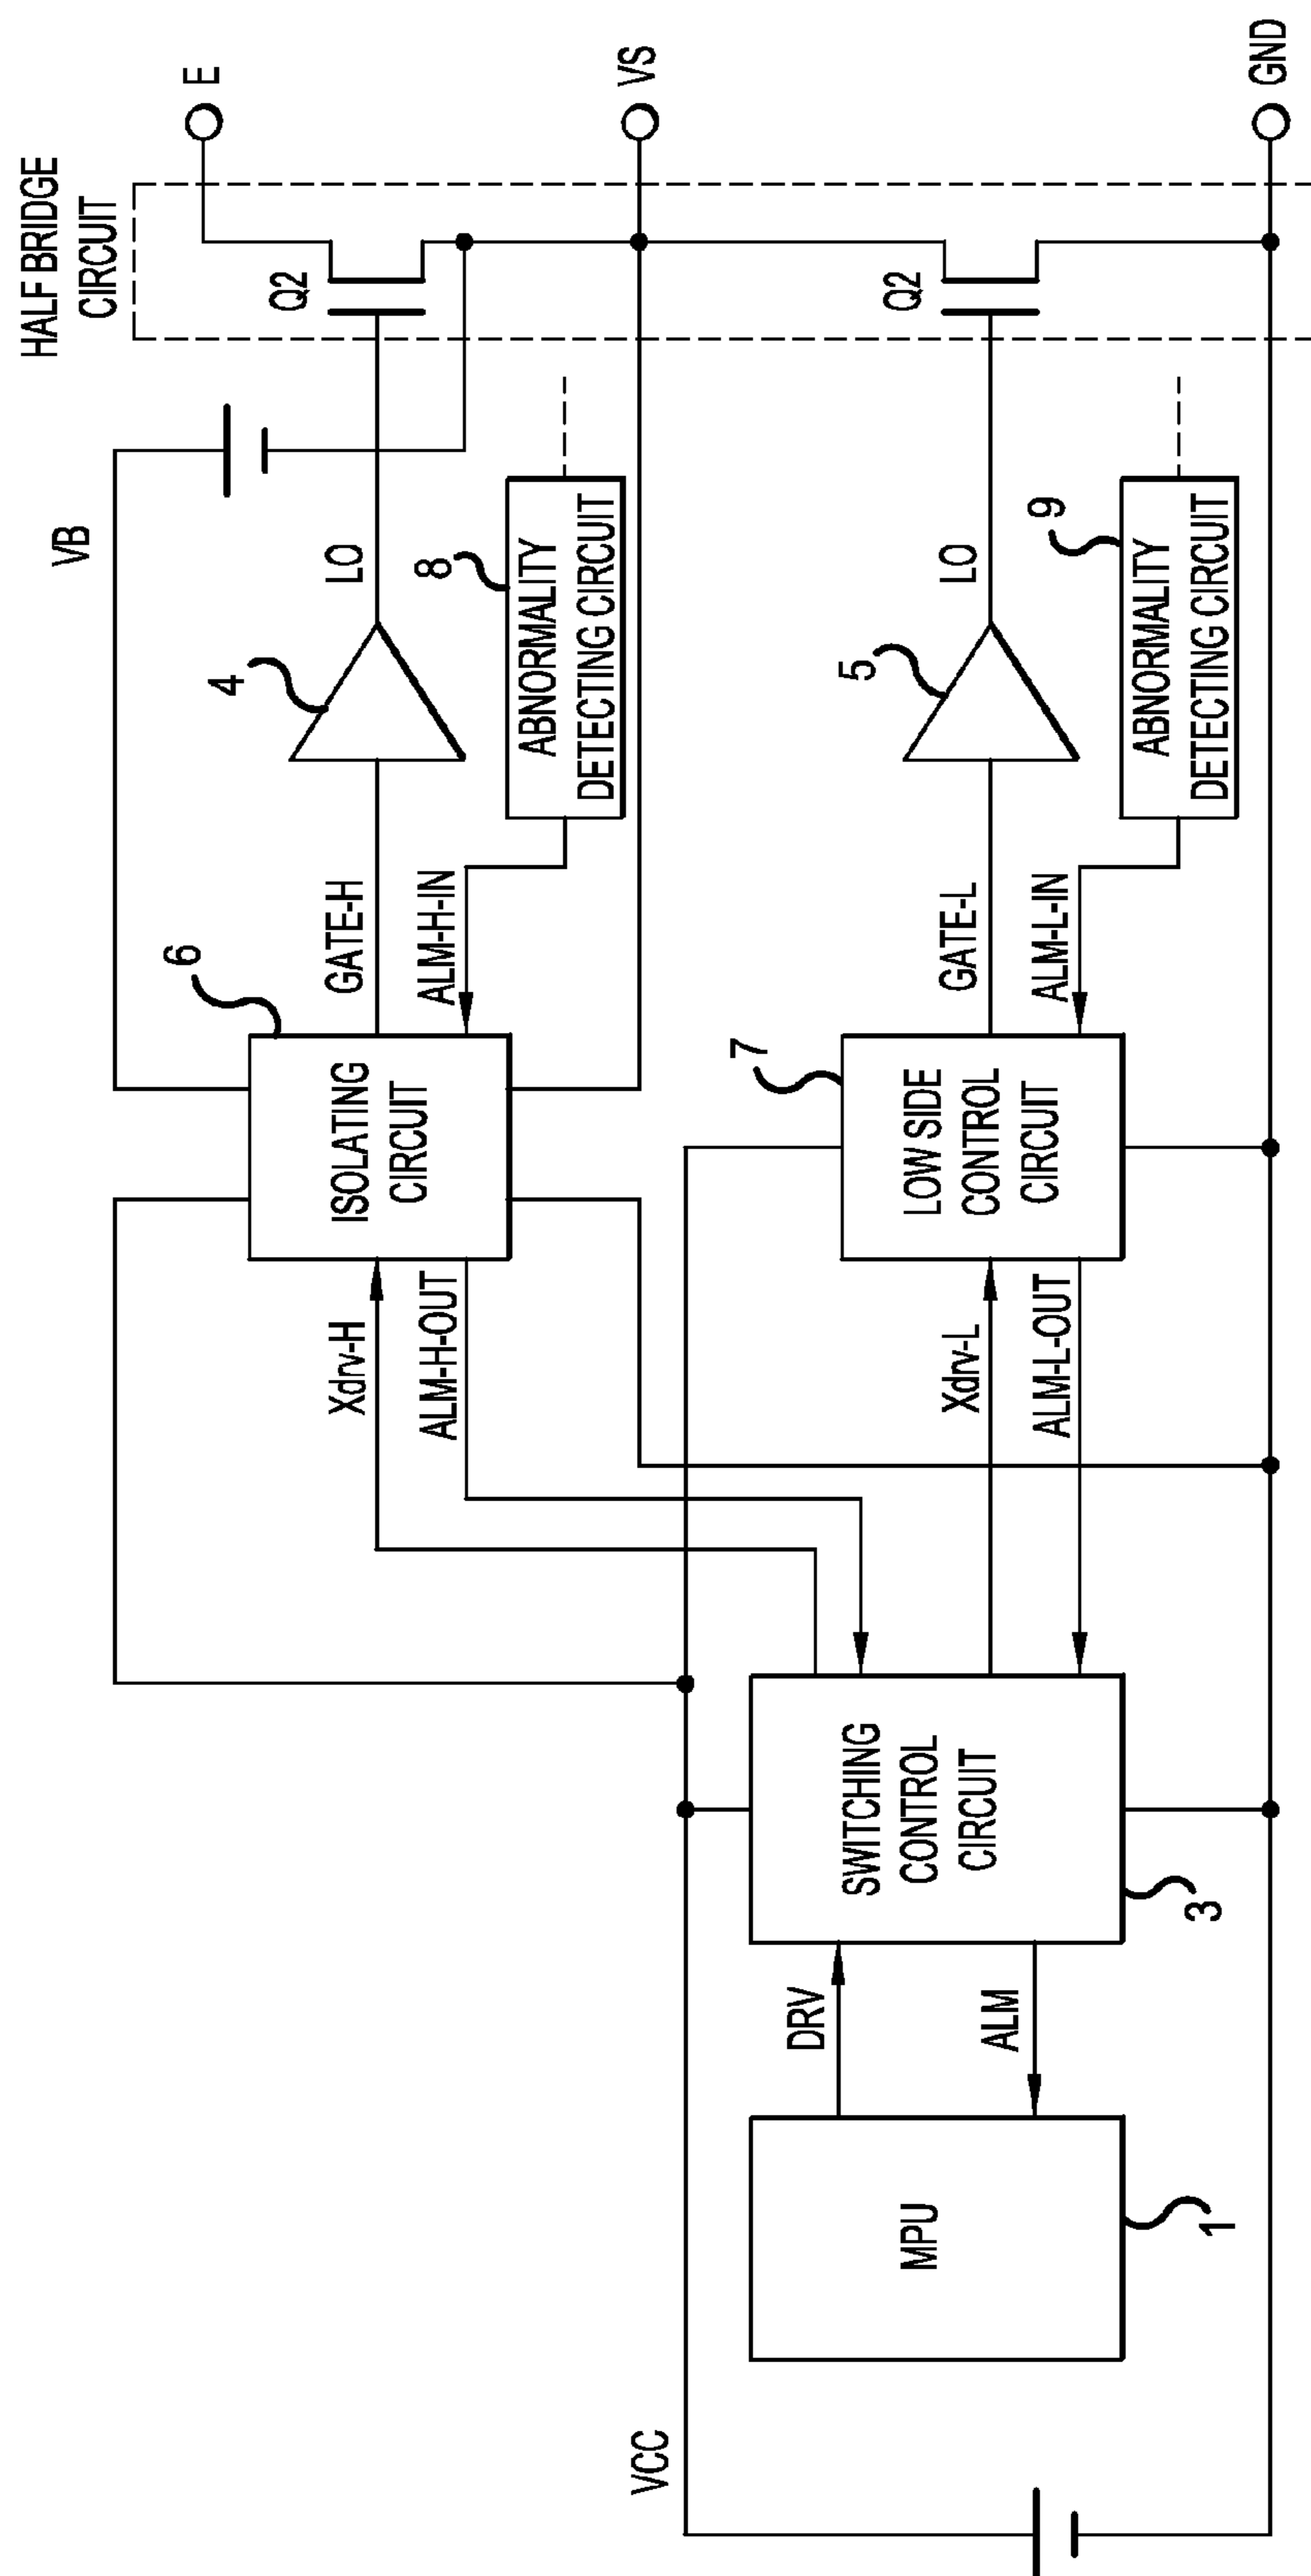 HALF BRIDGE
CIRCUIT
E
VS
GND
Q2
Q2
VB
LO
LO
4
8
ABNORMALITY
DETECTING CIRCUIT
5
9
ABNORMALITY
DETECTING CIRCUIT
6
GATE-H
ALM-H-IN
GATE-L
ALM-L-IN
ISOLATING
CIRCUIT
7
LOW SIDE
CONTROL
CIRCUIT
Xdrv-H
ALM-H-OUT
Xdrv-L
ALM-L-OUT
SWITCHING
CONTROL
CIRCUIT
3
DRV
ALM
MPU
1
VCC